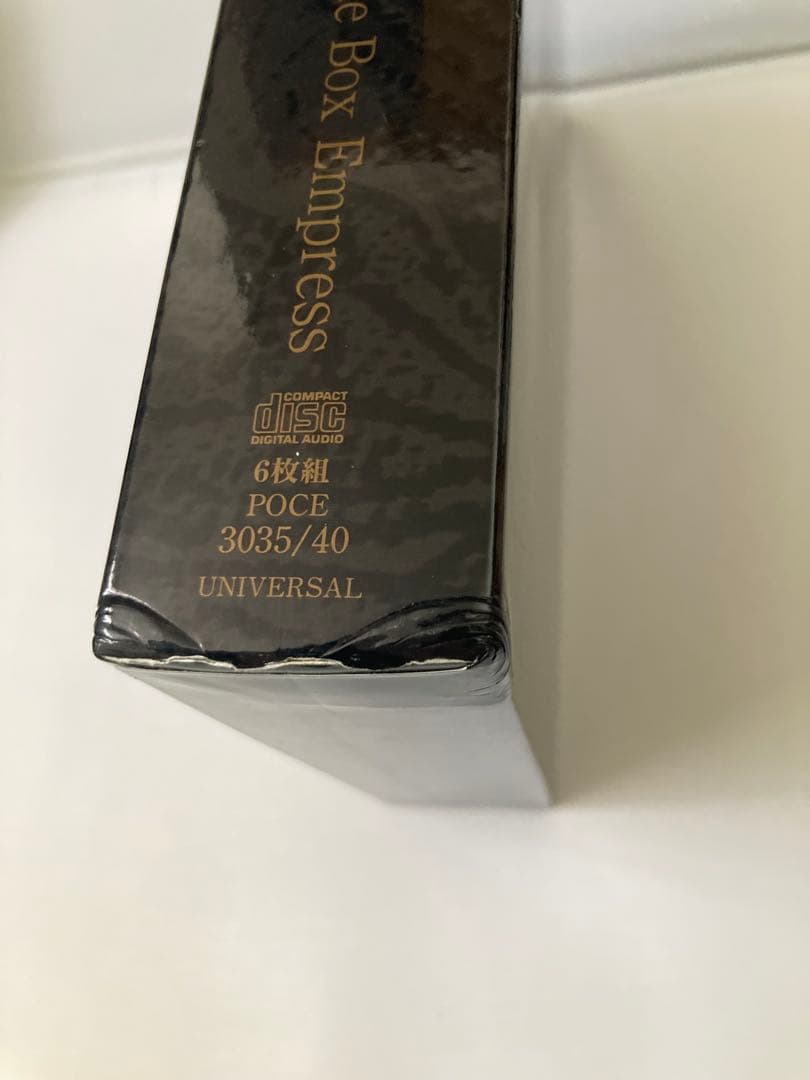 Box Empress
COMPACT
disc
DIGITAL AUDIO
6枚組
POCE
3035/40
UNIVERSAL